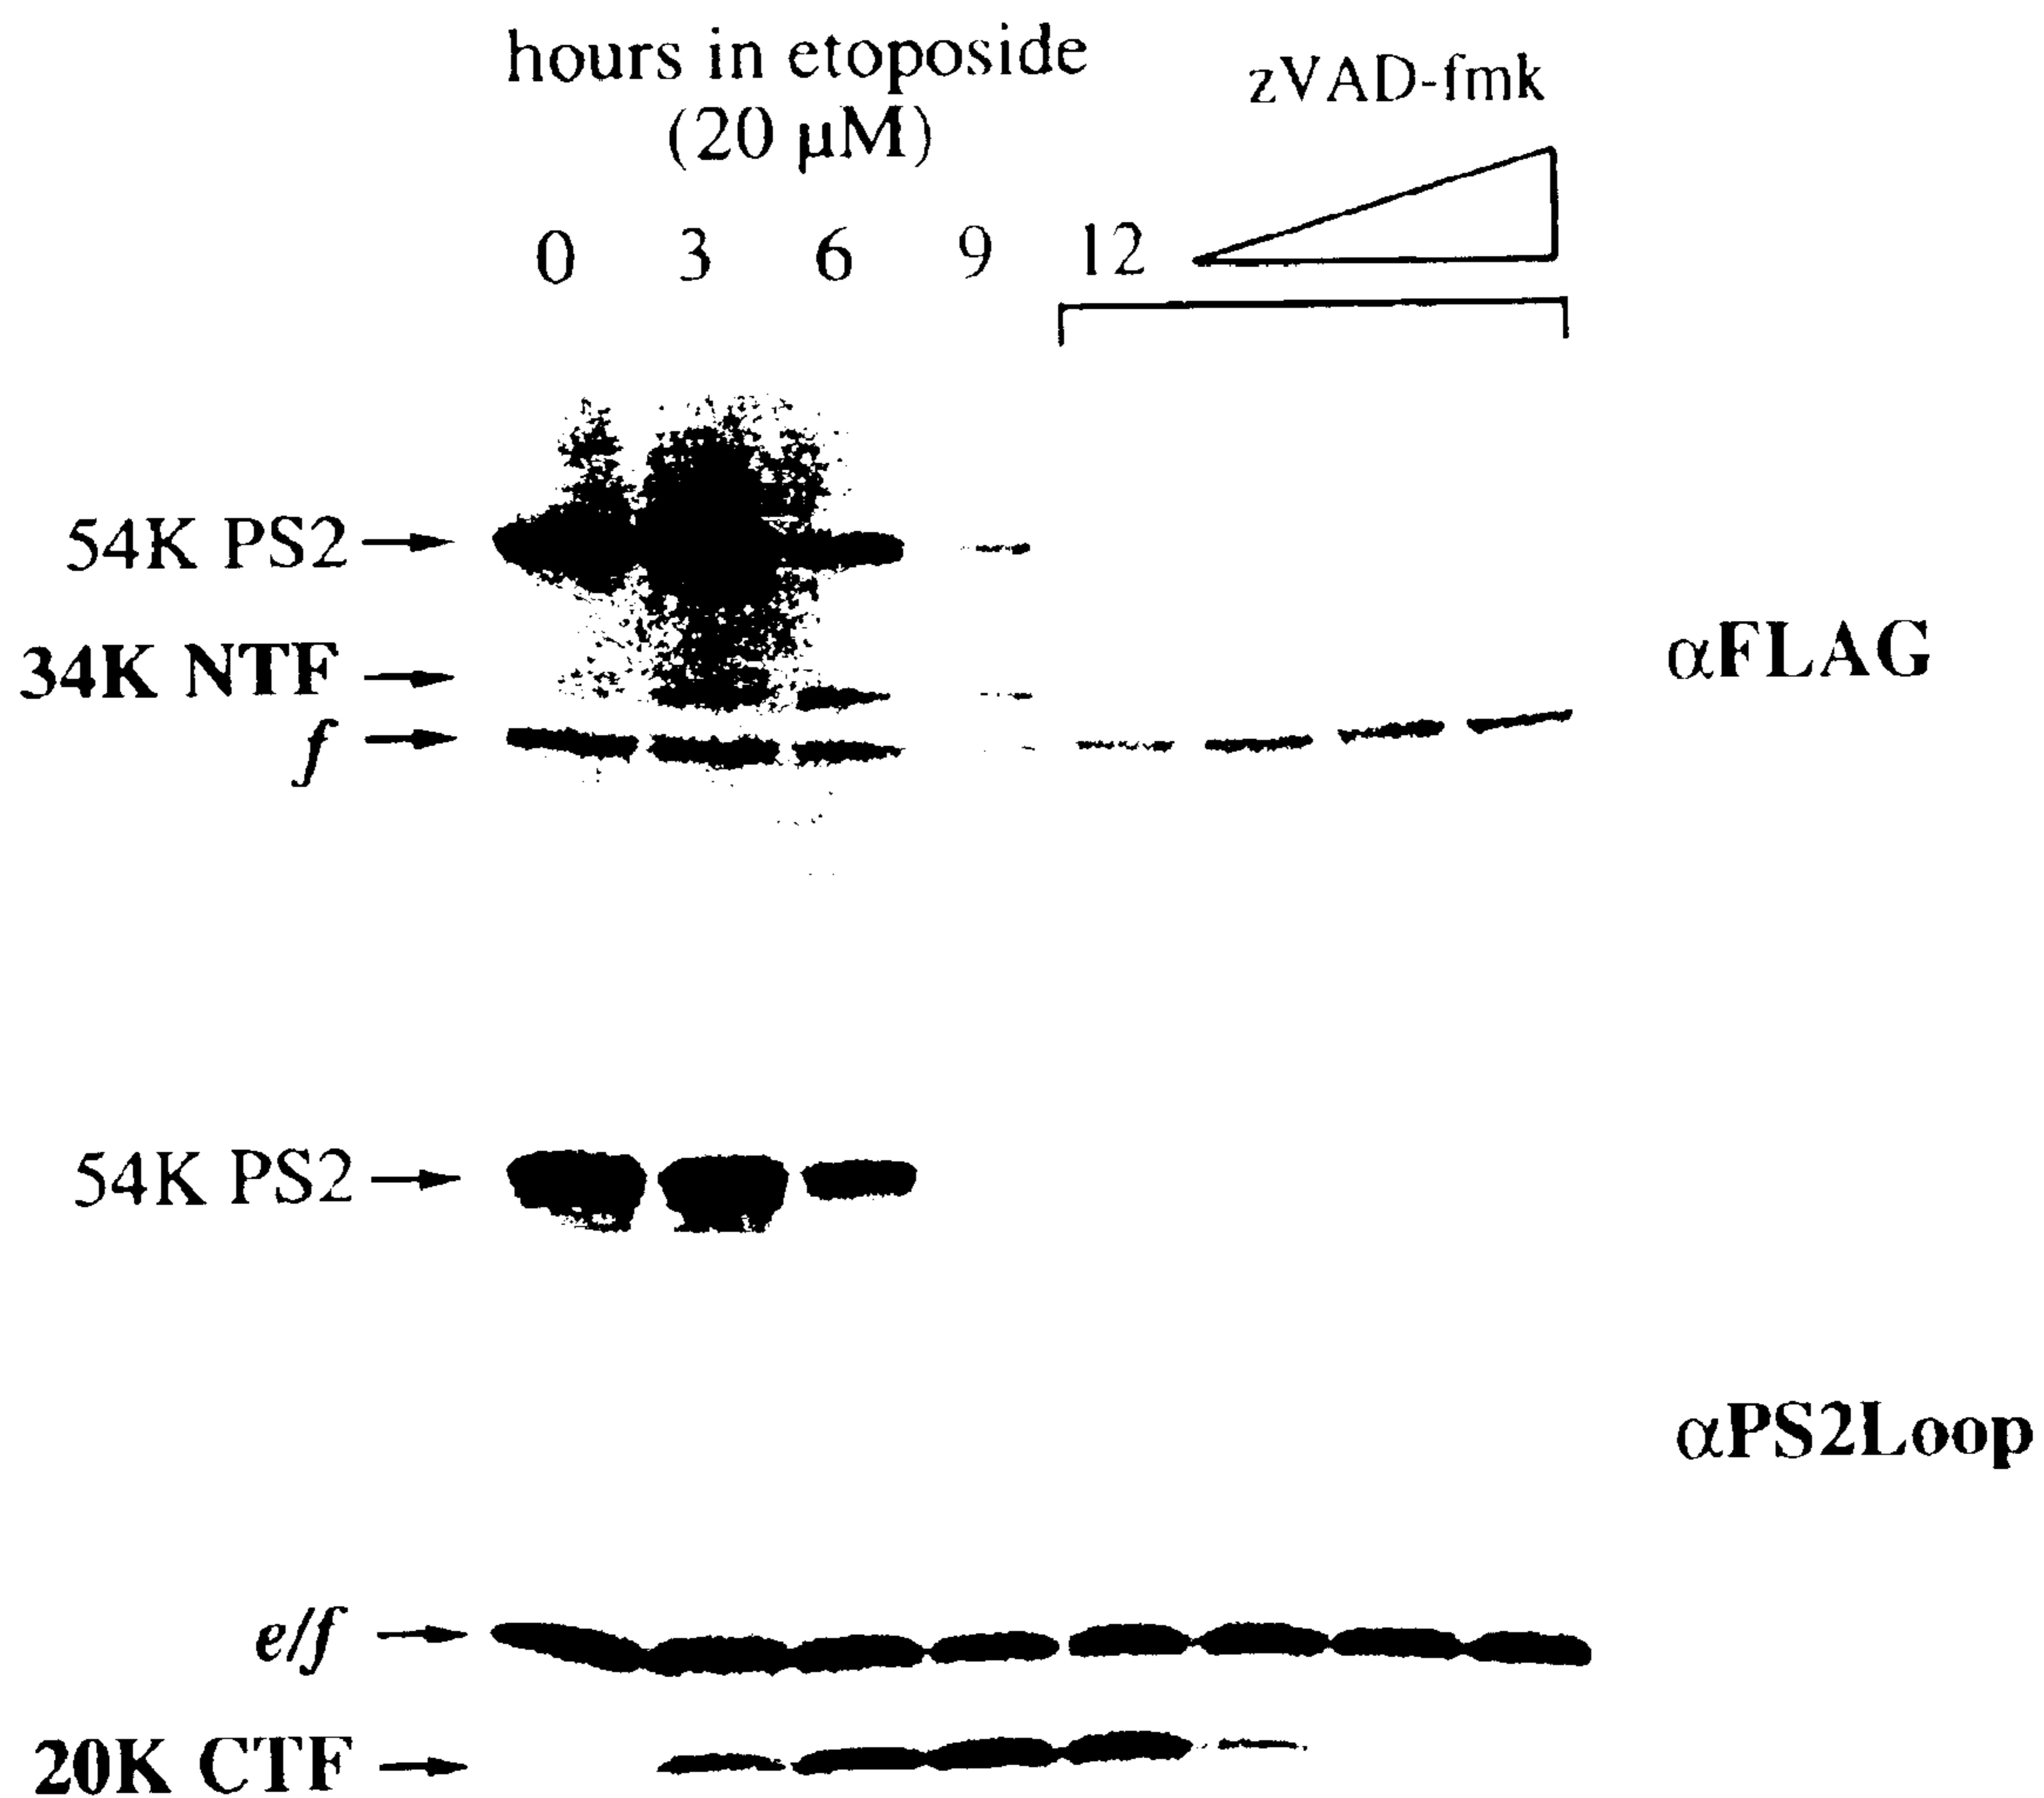 hours in etoposide
(20 µM)
zVAD-fmk
0 3 6 9 12
54K PS2
34K NTF
f
αFLAG
54K PS2
αPS2Loop
e/f
20K CTF